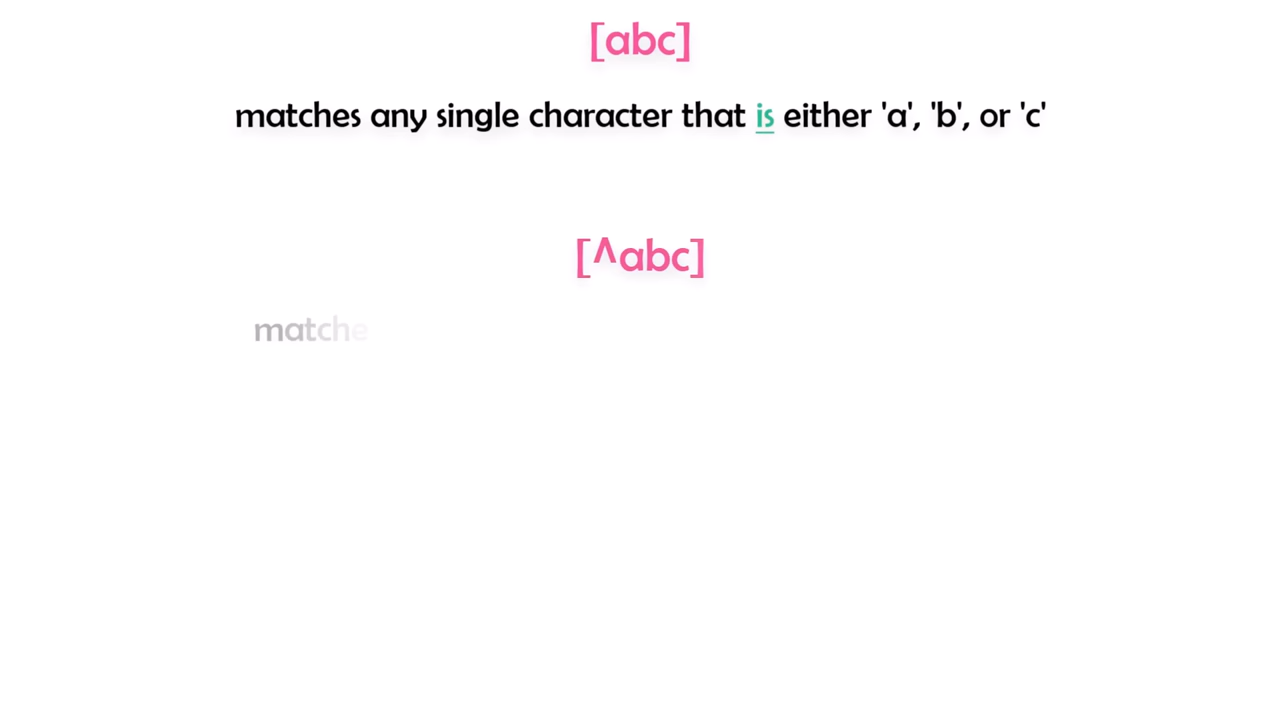 [abc]
matches any single character that is either 'a', 'b', or 'c'
[^abc]
matche